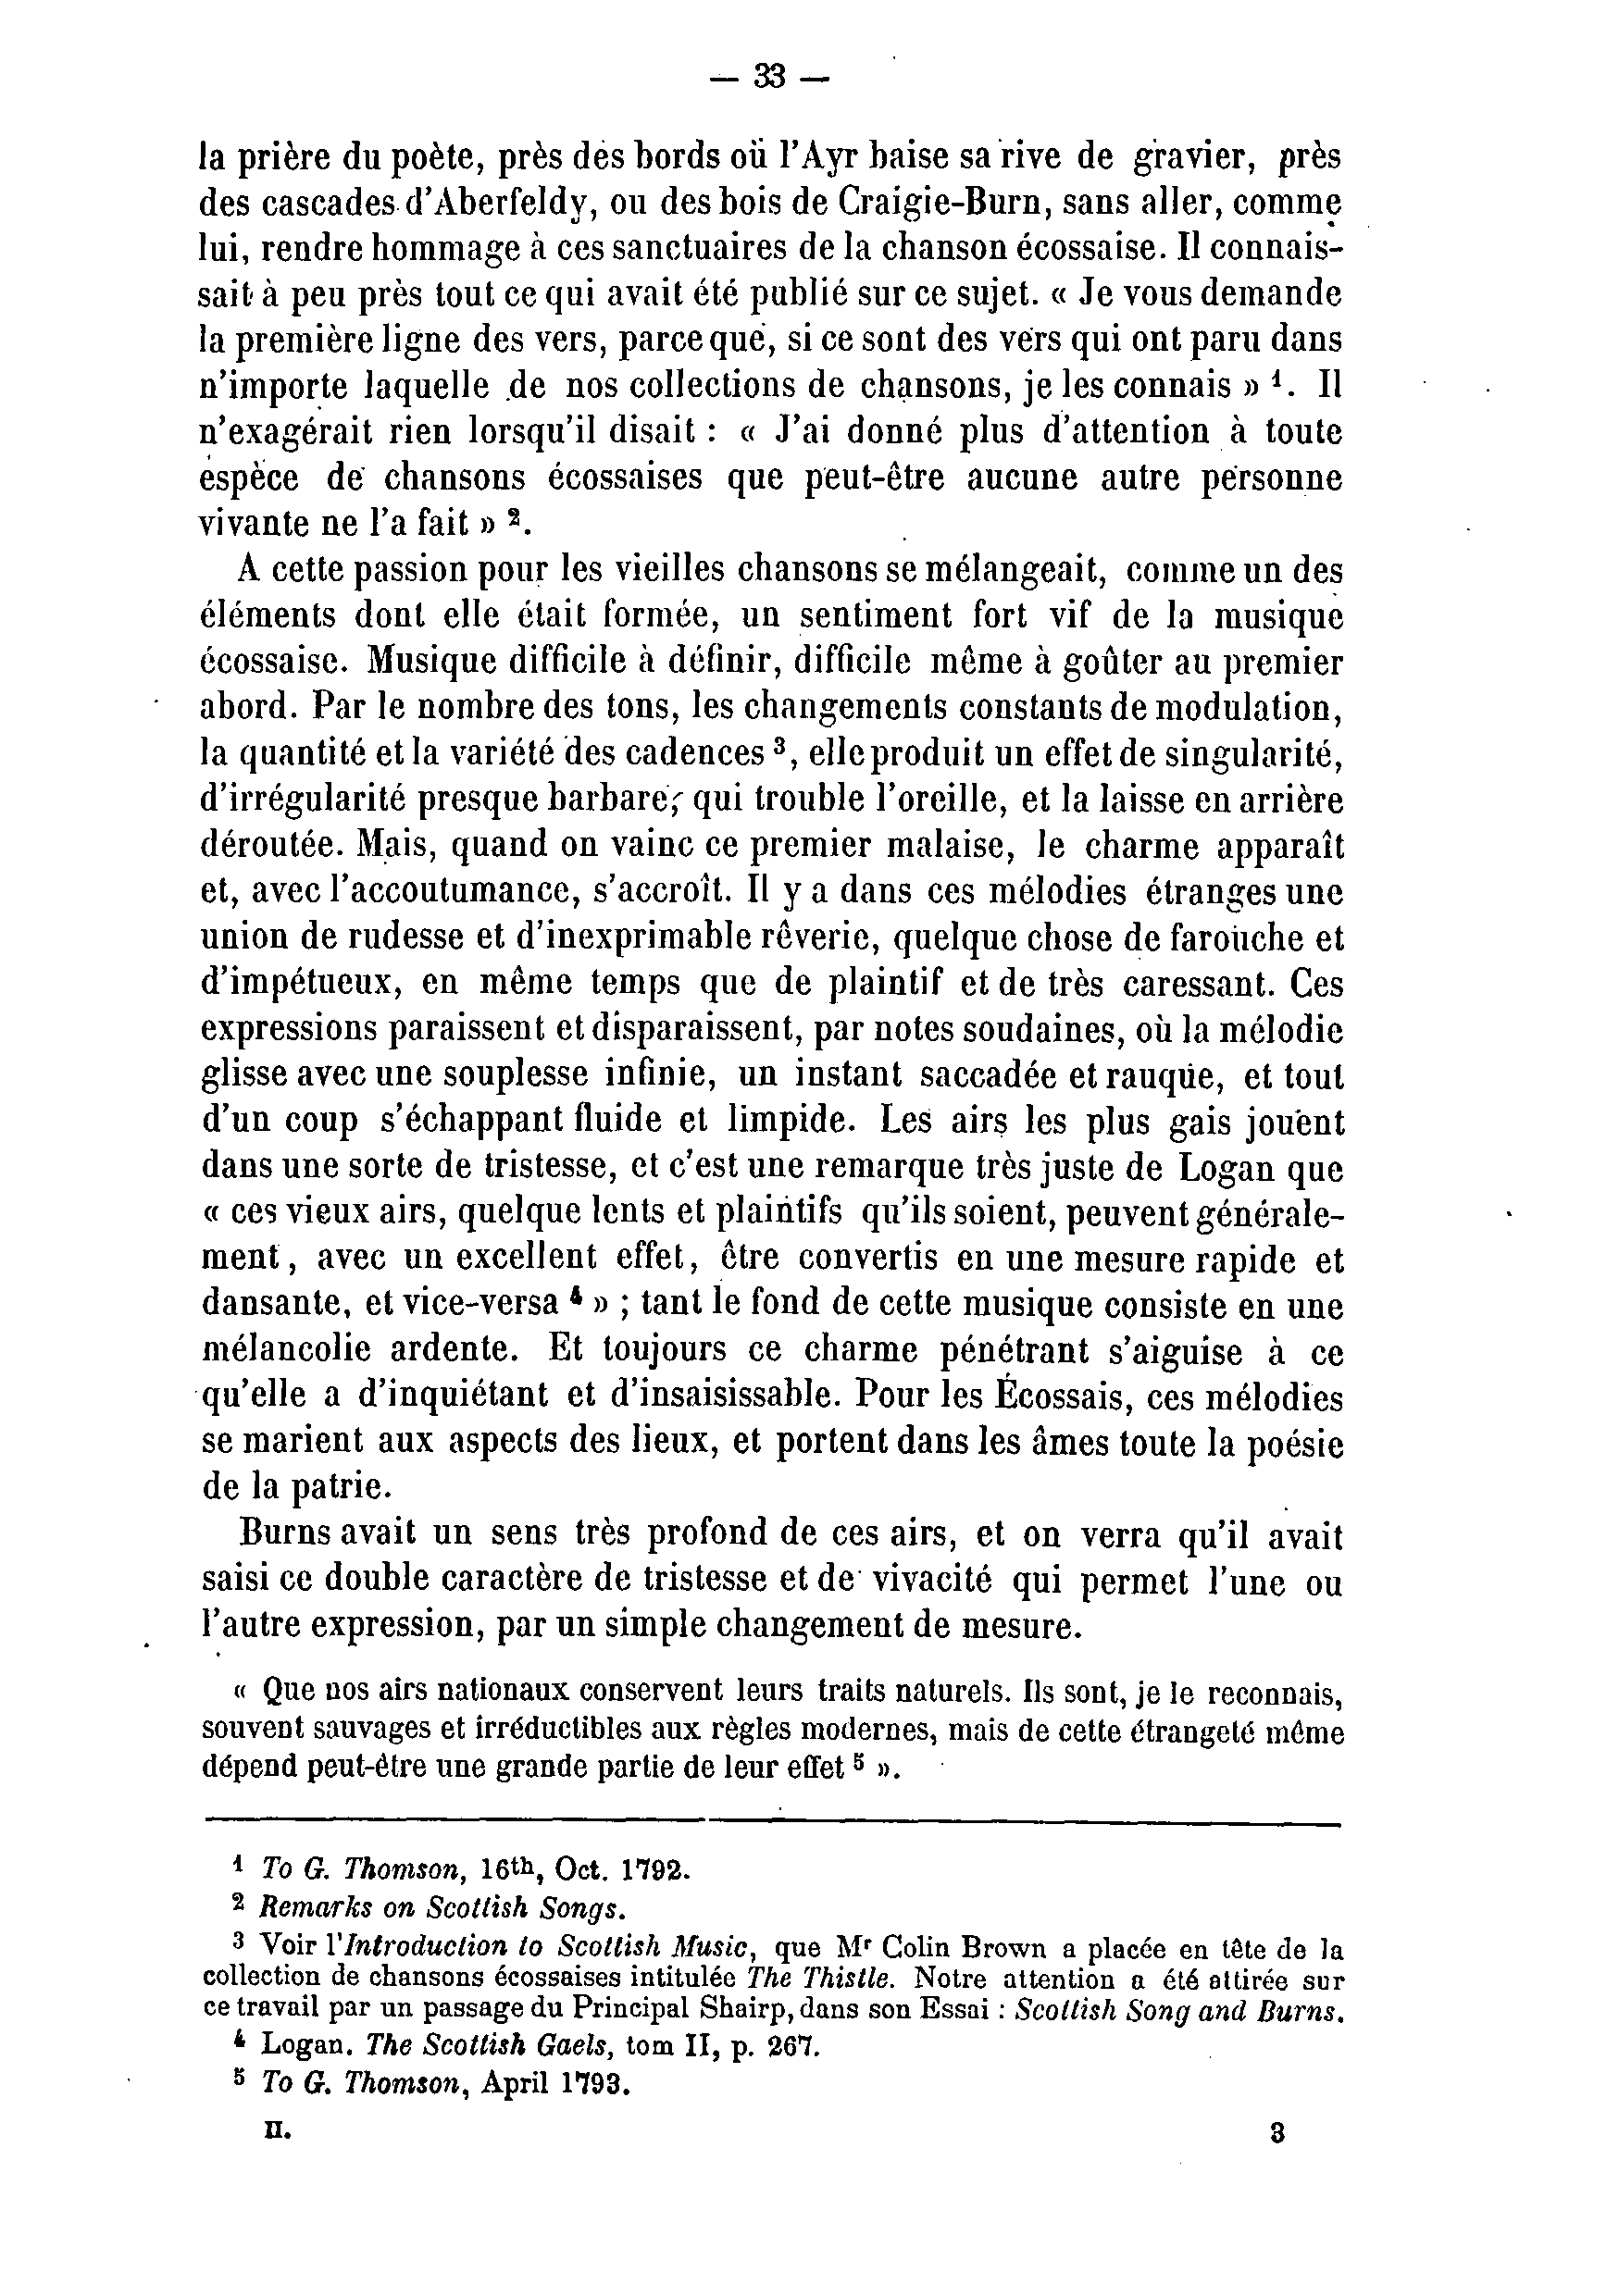 — 33 —
la prière du poète, près des bords où l'Ayr baise sa rive de gravier, près
des cascades d'Aberfeldy, ou des bois de Craigie-Burn, sans aller, comme
lui, rendre hommage à ces sanctuaires de la chanson écossaise. Il connais-
sait à peu près tout ce qui avait été publié sur ce sujet. « Je vous demande
la première ligne des vers, parce que, si ce sont des vers qui ont paru dans
n'importe laquelle de nos collections de chansons, je les connais » ¹. Il
n'exagérait rien lorsqu'il disait : « J'ai donné plus d'attention à toute
espèce de chansons écossaises que peut-être aucune autre personne
vivante ne l'a fait » ².
A cette passion pour les vieilles chansons se mélangeait, comme un des
éléments dont elle était formée, un sentiment fort vif de la musique
écossaise. Musique difficile à définir, difficile même à goûter au premier
abord. Par le nombre des tons, les changements constants de modulation,
la quantité et la variété des cadences ³, elle produit un effet de singularité,
d'irrégularité presque barbare, qui trouble l'oreille, et la laisse en arrière
déroutée. Mais, quand on vainc ce premier malaise, le charme apparaît
et, avec l'accoutumance, s'accroît. Il y a dans ces mélodies étranges une
union de rudesse et d'inexprimable rêverie, quelque chose de farouche et
d'impétueux, en même temps que de plaintif et de très caressant. Ces
expressions paraissent et disparaissent, par notes soudaines, où la mélodie
glisse avec une souplesse infinie, un instant saccadée et rauque, et tout
d'un coup s'échappant fluide et limpide. Les airs les plus gais jouent
dans une sorte de tristesse, et c'est une remarque très juste de Logan que
« ces vieux airs, quelque lents et plaintifs qu'ils soient, peuvent générale-
ment, avec un excellent effet, être convertis en une mesure rapide et
dansante, et vice-versa ⁴ » ; tant le fond de cette musique consiste en une
mélancolie ardente. Et toujours ce charme pénétrant s'aiguise à ce
qu'elle a d'inquiétant et d'insaisissable. Pour les Écossais, ces mélodies
se marient aux aspects des lieux, et portent dans les âmes toute la poésie
de la patrie.
Burns avait un sens très profond de ces airs, et on verra qu'il avait
saisi ce double caractère de tristesse et de vivacité qui permet l'une ou
l'autre expression, par un simple changement de mesure.
« Que nos airs nationaux conservent leurs traits naturels. Ils sont, je le reconnais,
souvent sauvages et irréductibles aux règles modernes, mais de cette étrangeté même
dépend peut-être une grande partie de leur effet ⁵ ».
¹ To G. Thomson, 16th, Oct. 1792.
² Remarks on Scottish Songs.
³ Voir l'Introduction to Scottish Music, que Mr Colin Brown a placée en tête de la
collection de chansons écossaises intitulée The Thistle. Notre attention a été attirée sur
ce travail par un passage du Principal Shairp, dans son Essai : Scottish Song and Burns.
⁴ Logan. The Scottish Gaels, tom II, p. 267.
⁵ To G. Thomson, April 1793.
II. 3